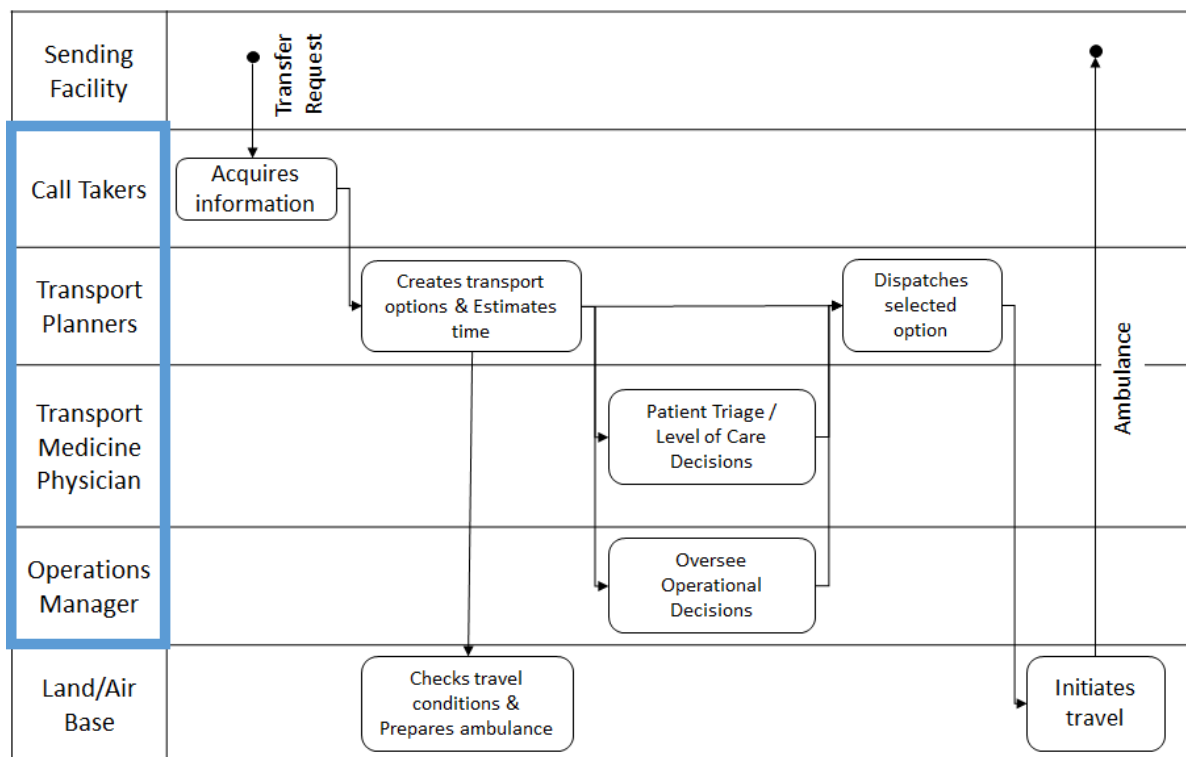 Sending
Facility
Transfer
Request
Call Takers
Acquires
information
Transport
Planners
Creates transport
options & Estimates
time
Dispatches
selected
option
Ambulance
Transport
Medicine
Physician
Patient Triage /
Level of Care
Decisions
Operations
Manager
Oversee
Operational
Decisions
Land/Air
Base
Checks travel
conditions &
Prepares ambulance
Initiates
travel